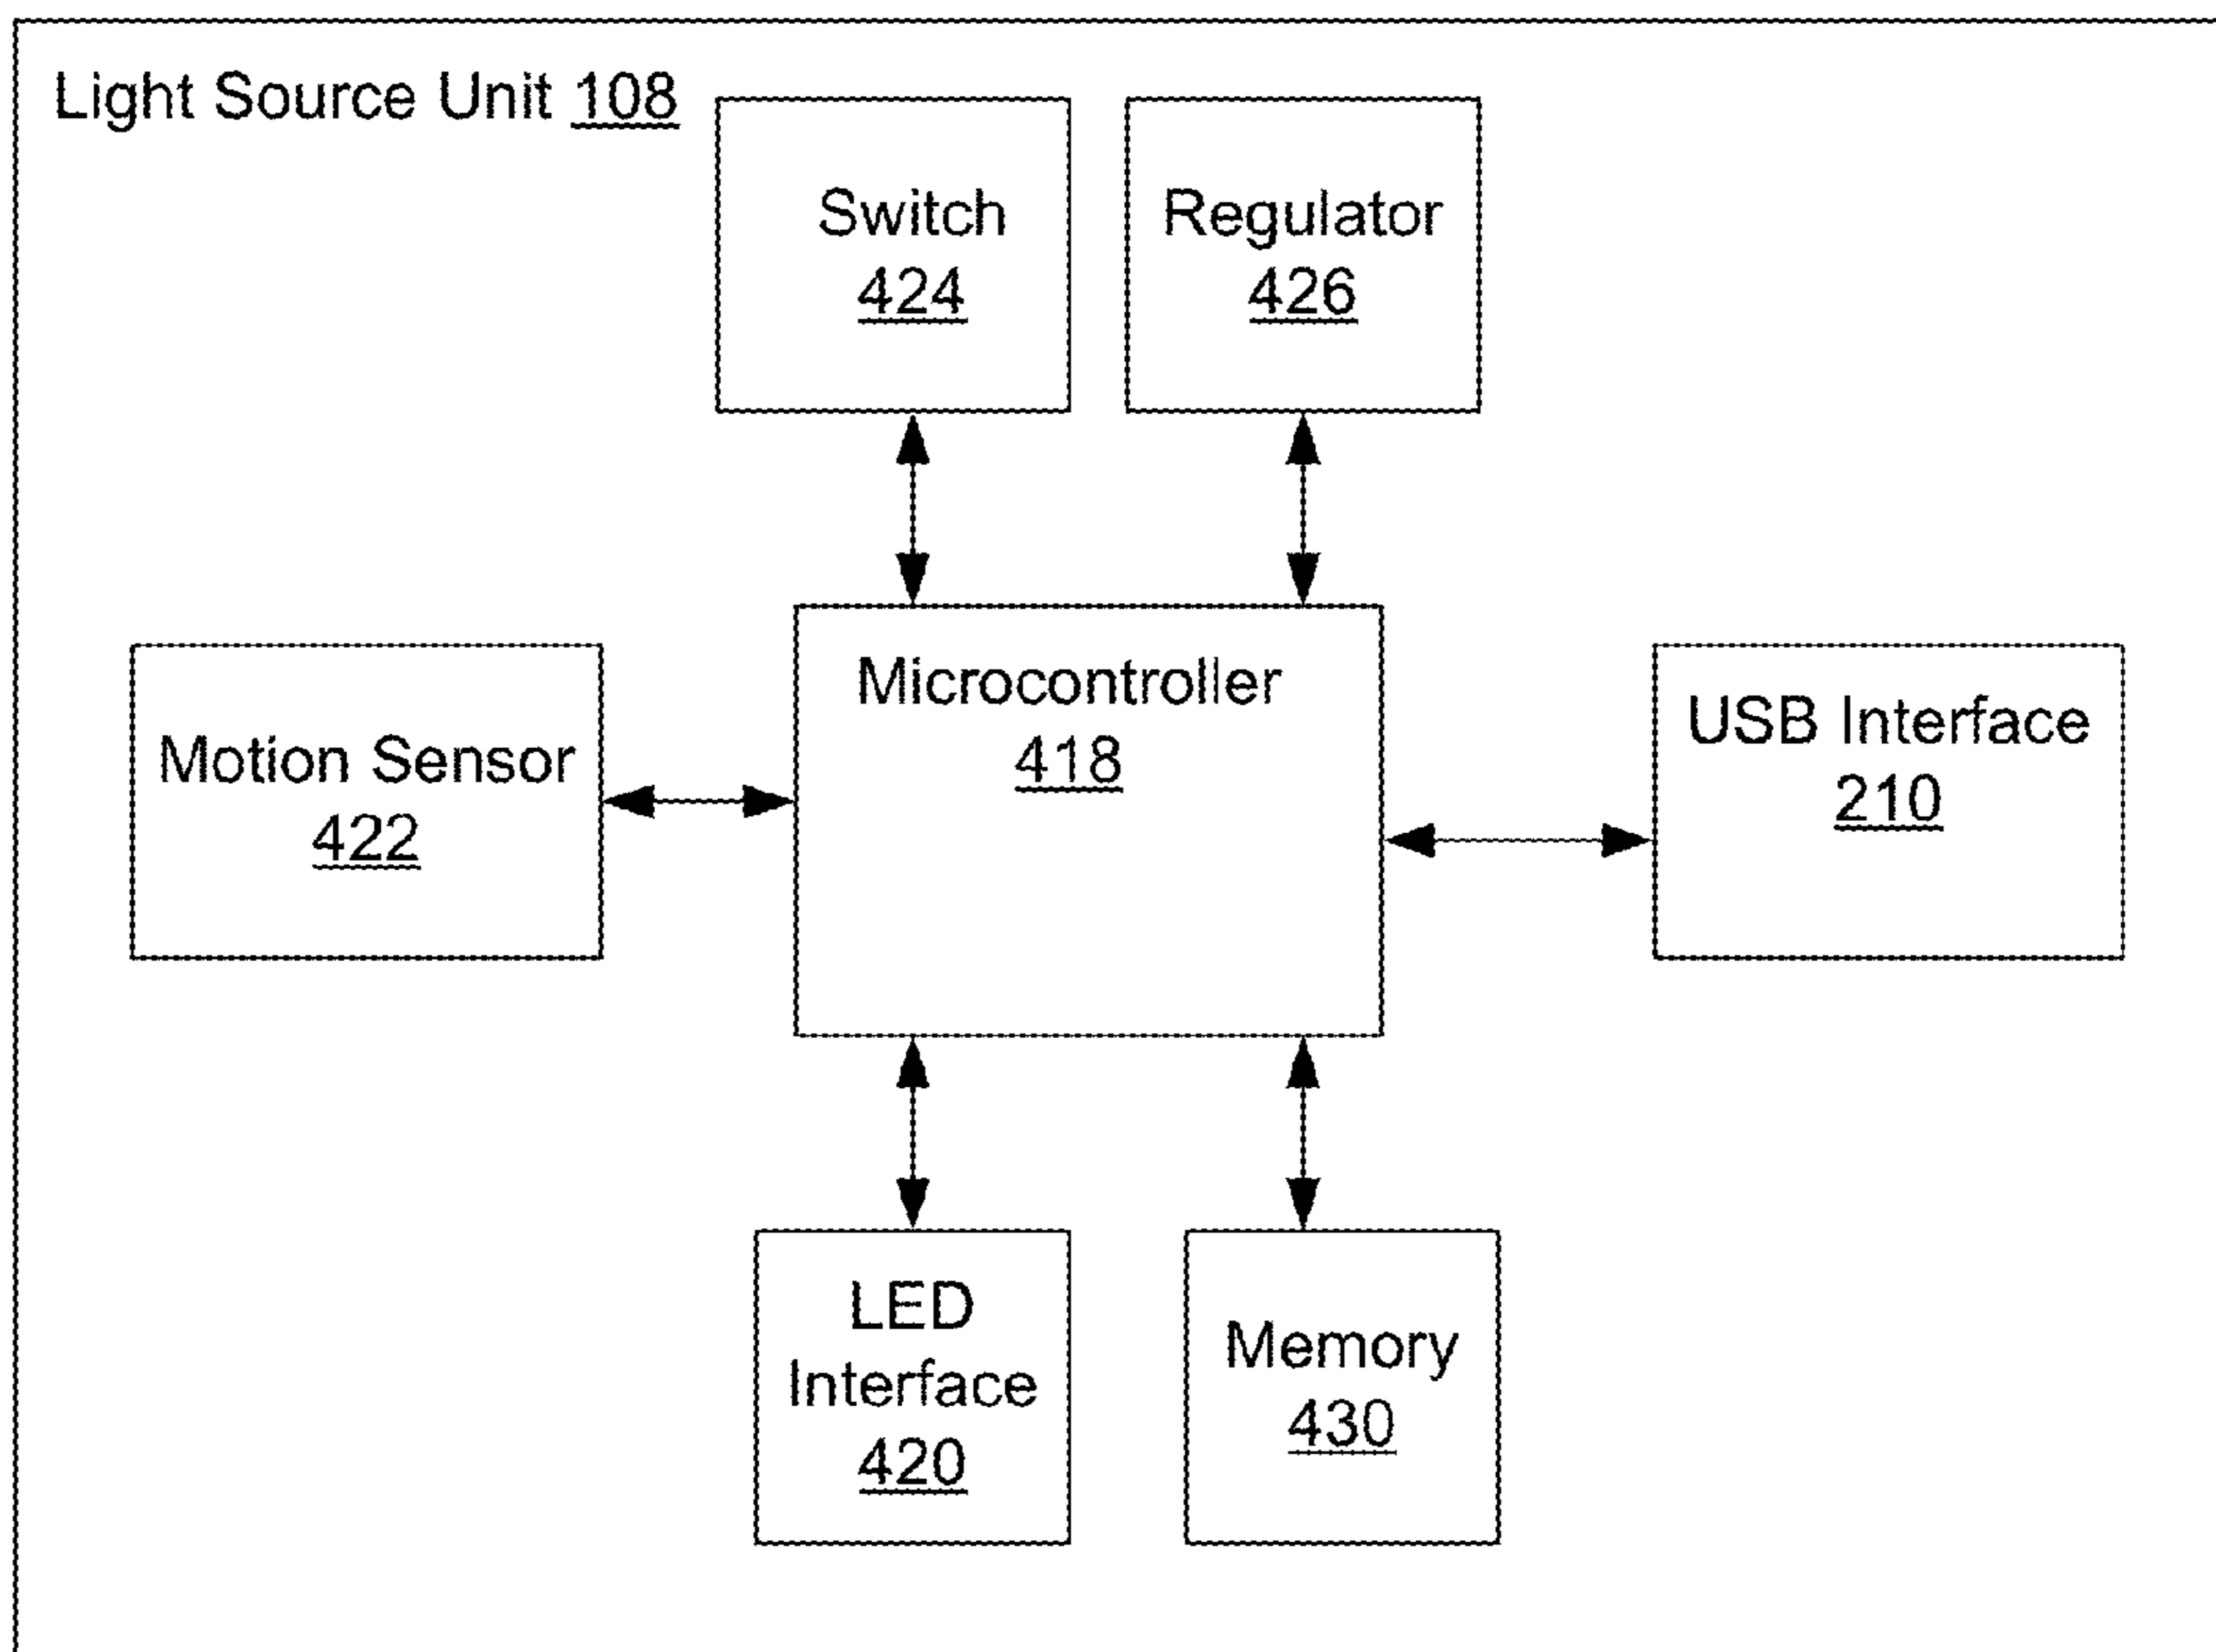 Light Source Unit 108
Switch
424
Regulator
426
Microcontroller
418
Motion Sensor
422
USB Interface
210
LED
Interface
420
Memory
430